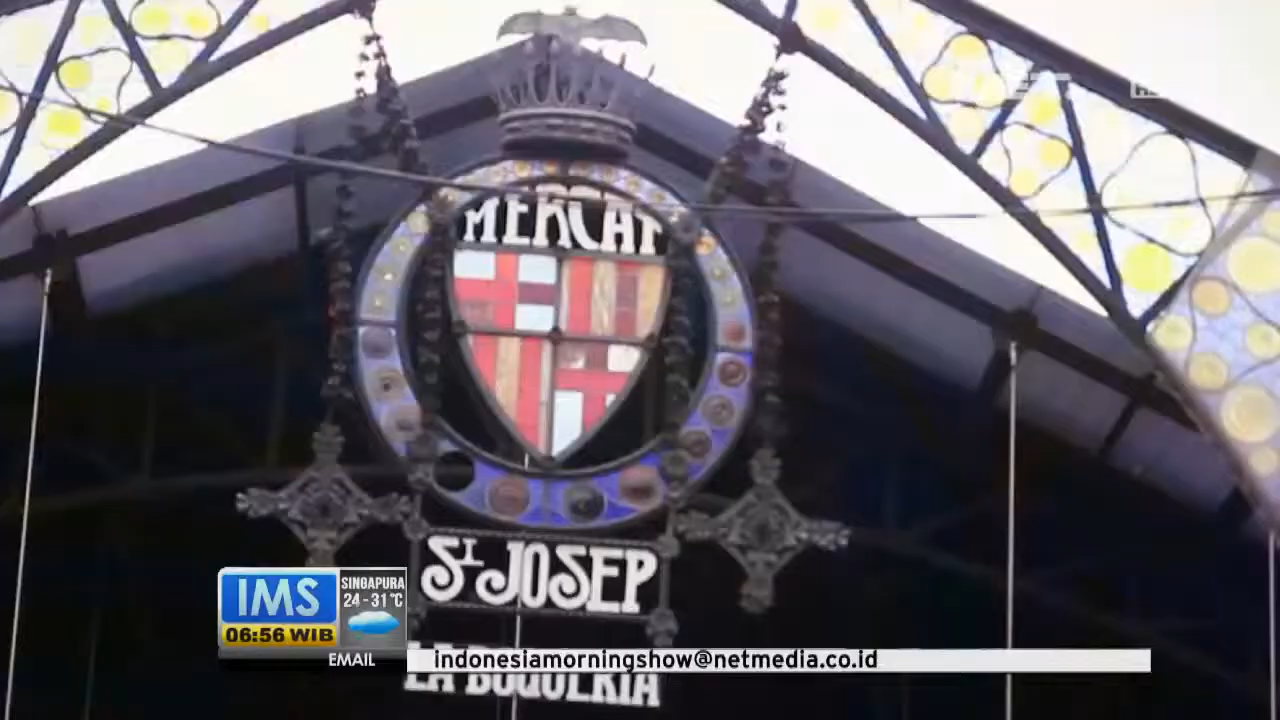 MERCAT
ST JOSEP
LA BOQUERIA
IMS
SINGAPURA
24-31°C
06:56 WIB
EMAIL
indonesiamorningshow@netmedia.co.id